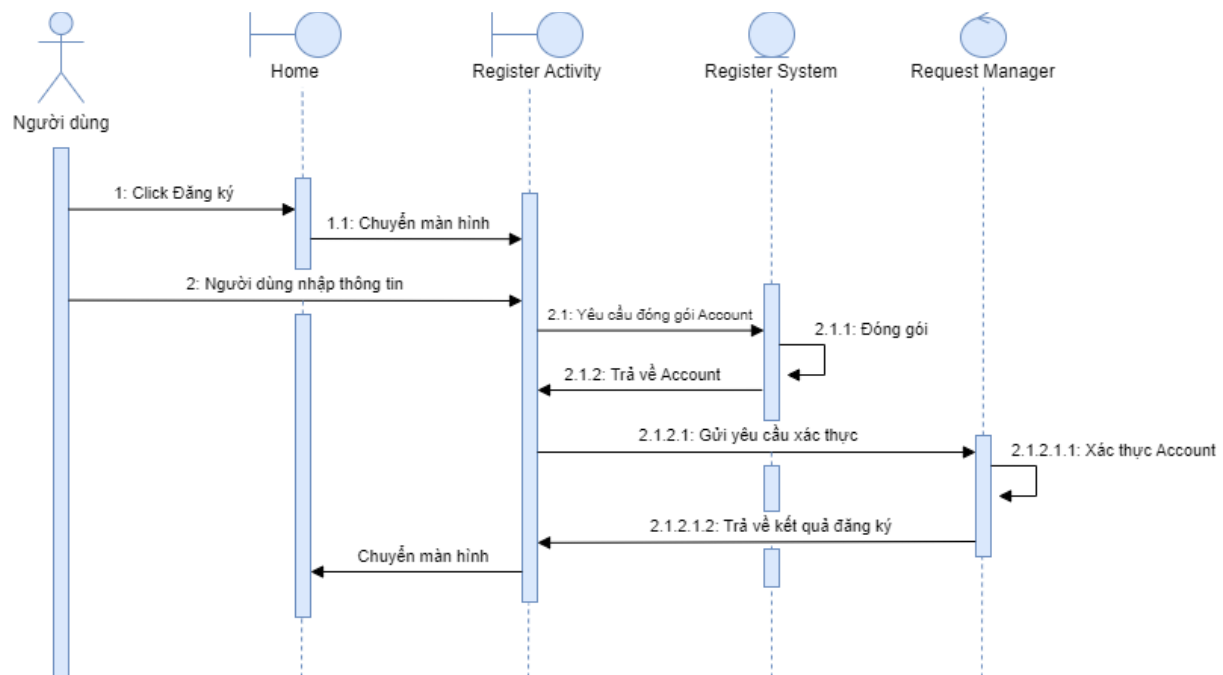 Home
Register Activity
Register System
Request Manager
Người dùng
1: Click Đăng ký
1.1: Chuyển màn hình
2: Người dùng nhập thông tin
2.1: Yêu cầu đóng gói Account
2.1.1: Đóng gói
2.1.2: Trả về Account
2.1.2.1: Gửi yêu cầu xác thực
2.1.2.1.1: Xác thực Account
2.1.2.1.2: Trả về kết quả đăng ký
Chuyển màn hình